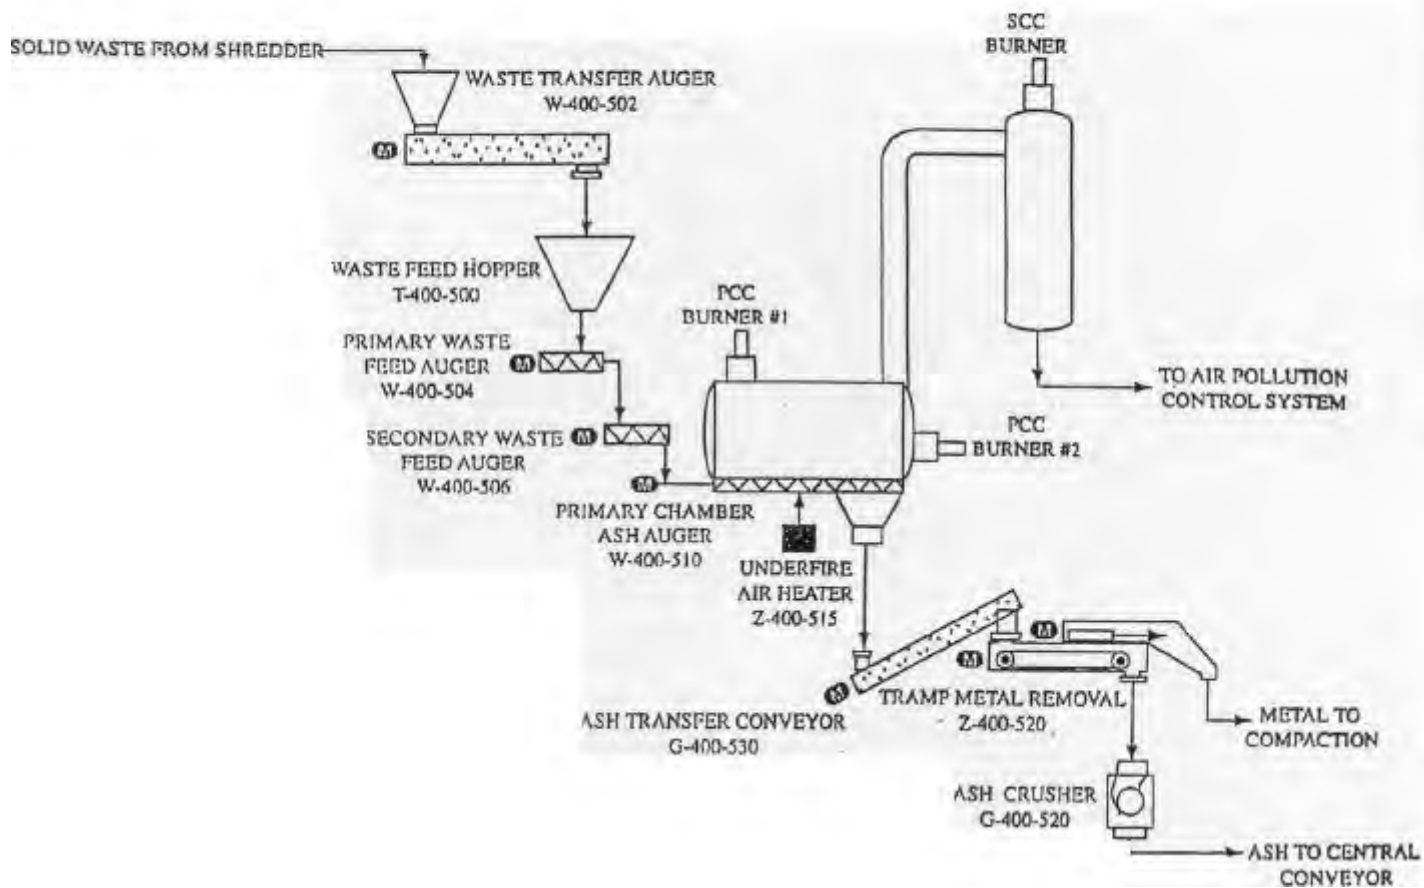 SCC
BURNER
SOLID WASTE FROM SHREDDER
WASTE TRANSFER AUGER
W-400-502
M
WASTE FEED HOPPER
T-400-500
PCC
BURNER #1
PRIMARY WASTE
FEED AUGER
W-400-504
M
TO AIR POLLUTION
CONTROL SYSTEM
SECONDARY WASTE
FEED AUGER
W-400-506
M
PCC
BURNER #2
M
PRIMARY CHAMBER
ASH AUGER
W-400-510
UNDERFIRE
AIR HEATER
Z-400-515
M
M
M
ASH TRANSFER CONVEYOR
G-400-530
TRAMP METAL REMOVAL
Z-400-520
METAL TO
COMPACTION
ASH CRUSHER
G-400-520
ASH TO CENTRAL
CONVEYOR